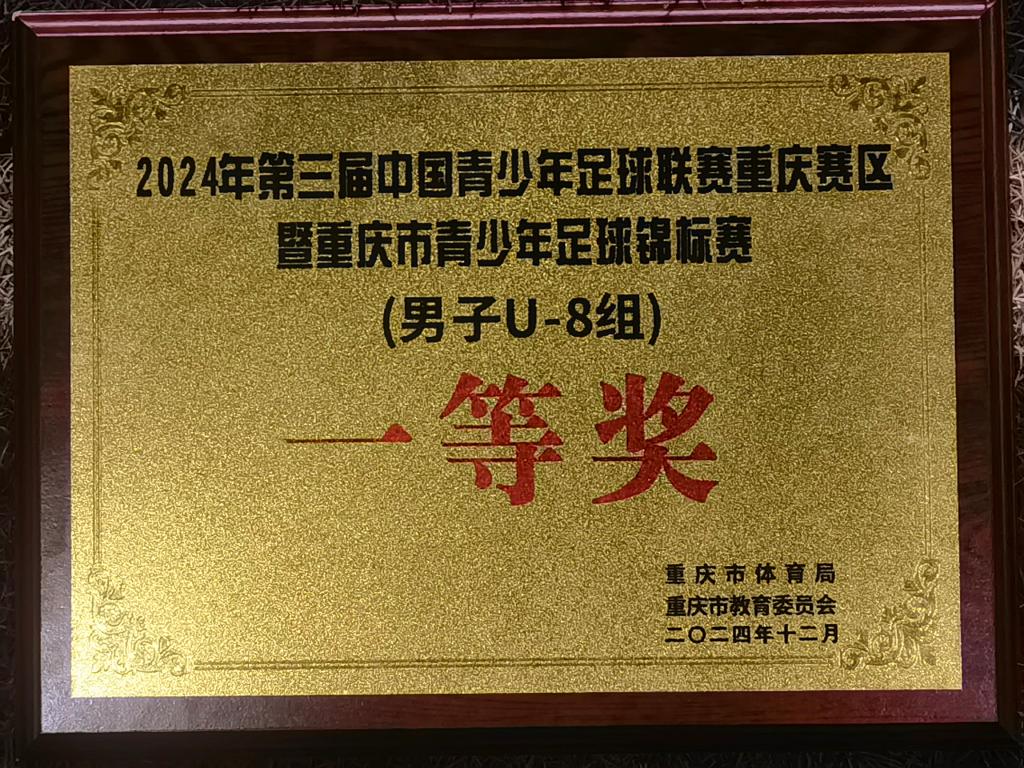 2024年第三届中国青少年足球联赛重庆赛区
暨重庆市青少年足球锦标赛
(男子U-8组)
一等奖
重庆市体育局
重庆市教育委员会
二〇二四年十二月